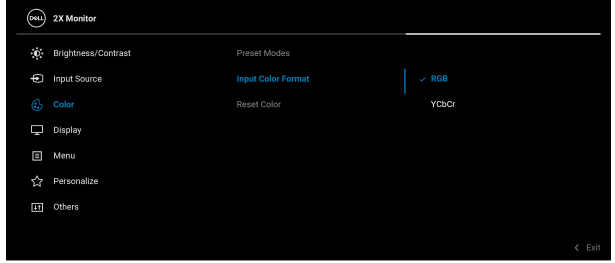 DELL 2X Monitor
Brightness/Contrast Preset Modes
Input Source Input Color Format RGB
Color Reset Color YCbCr
Display
Menu
Personalize
Others
Exit